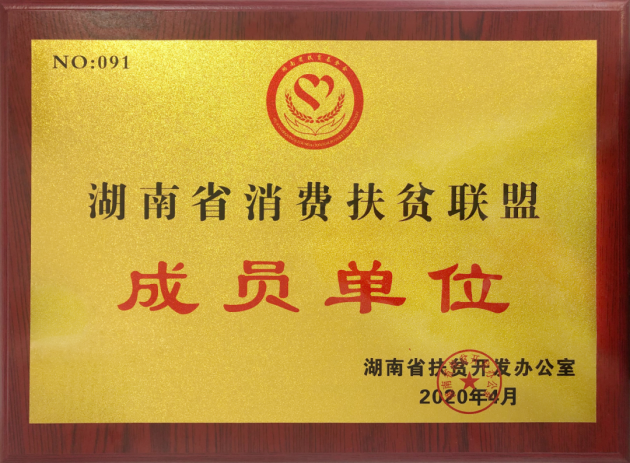 NO:091
湖南省消费扶贫联盟
成员单位
湖南省扶贫开发办公室
2020年4月